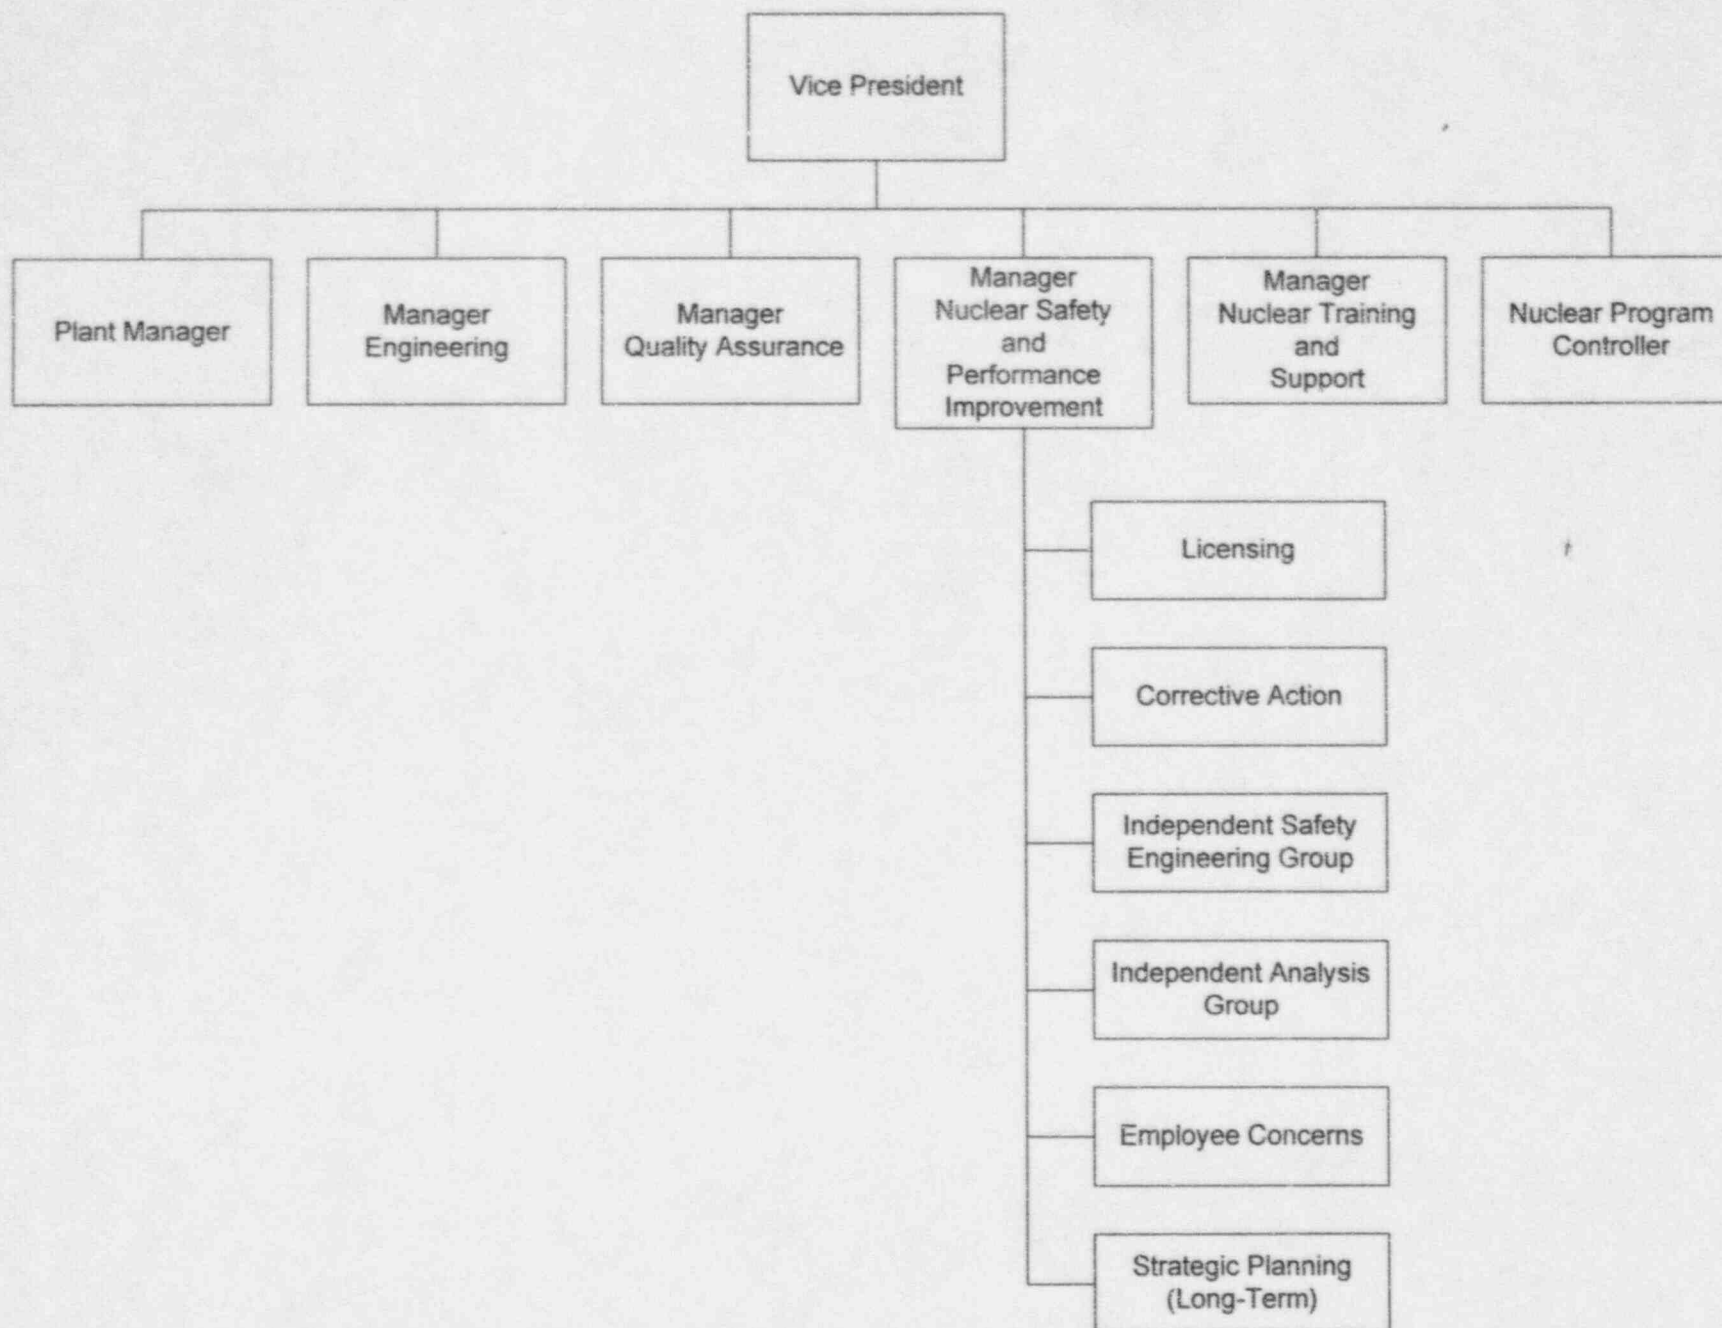 Vice President
Plant Manager
Manager
Engineering
Manager
Quality Assurance
Manager
Nuclear Safety
and
Performance
Improvement
Manager
Nuclear Training
and
Support
Nuclear Program
Controller
Licensing
Corrective Action
Independent Safety
Engineering Group
Independent Analysis
Group
Employee Concerns
Strategic Planning
(Long-Term)